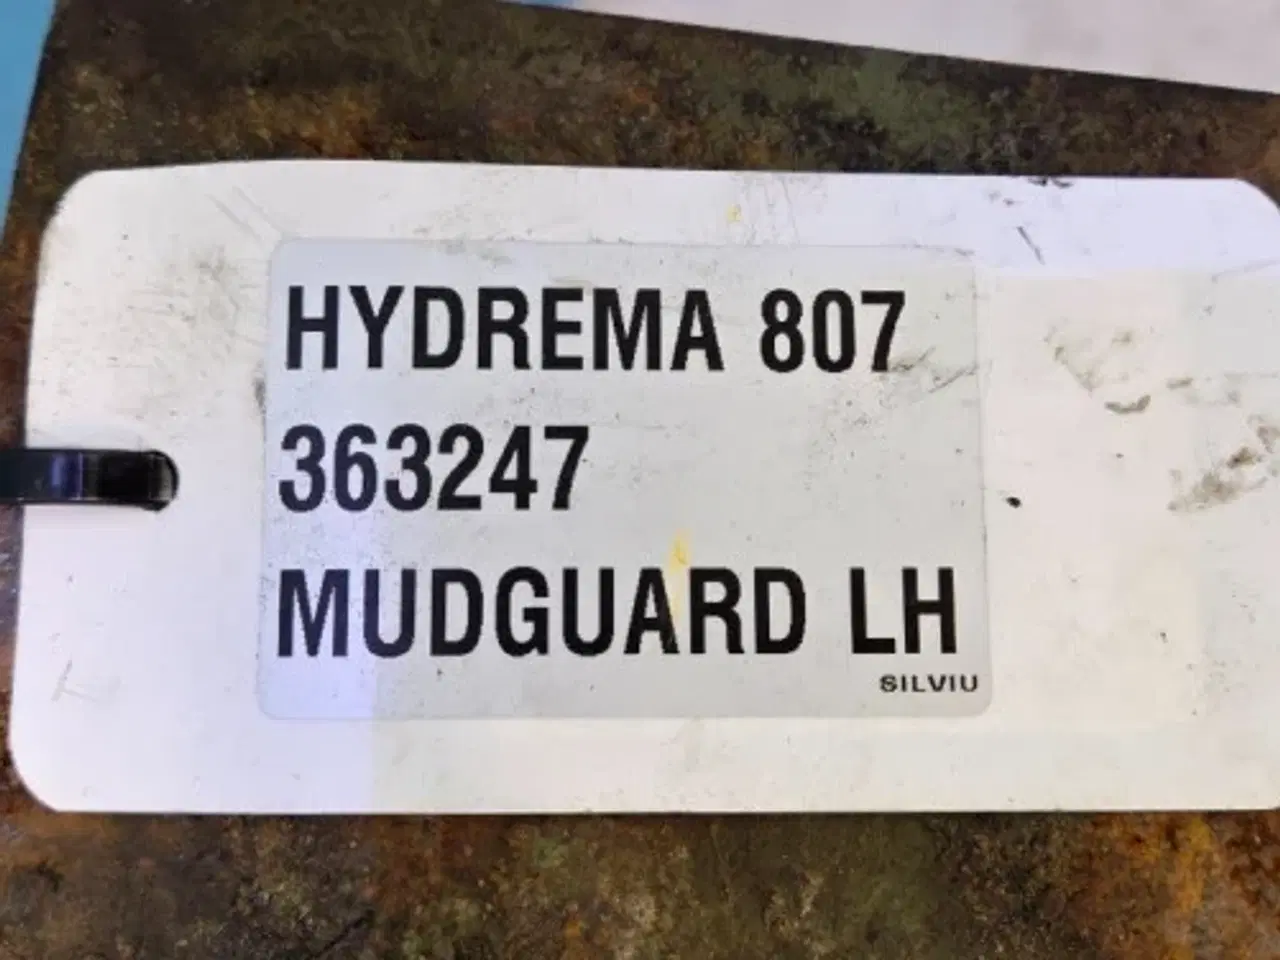 HYDREMA 807
363247
MUDGUARD LH
SILVIU